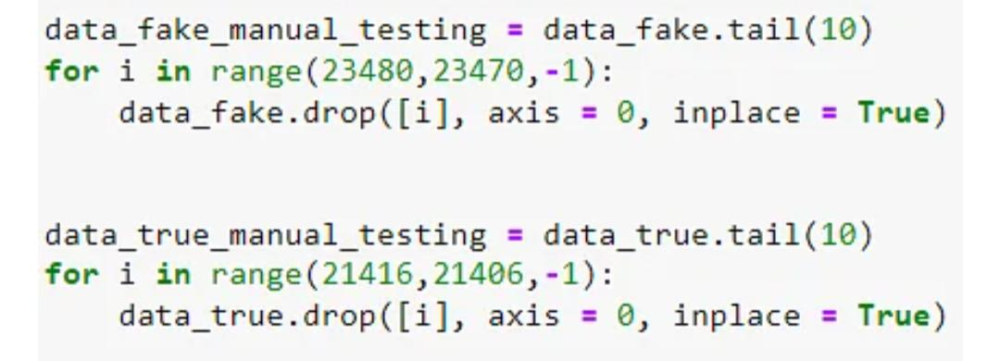 data_fake_manual_testing = data_fake.tail(10)
for i in range(23480,23470,-1):
    data_fake.drop([i], axis = 0, inplace = True)
data_true_manual_testing = data_true.tail(10)
for i in range(21416,21406,-1):
    data_true.drop([i], axis = 0, inplace = True)